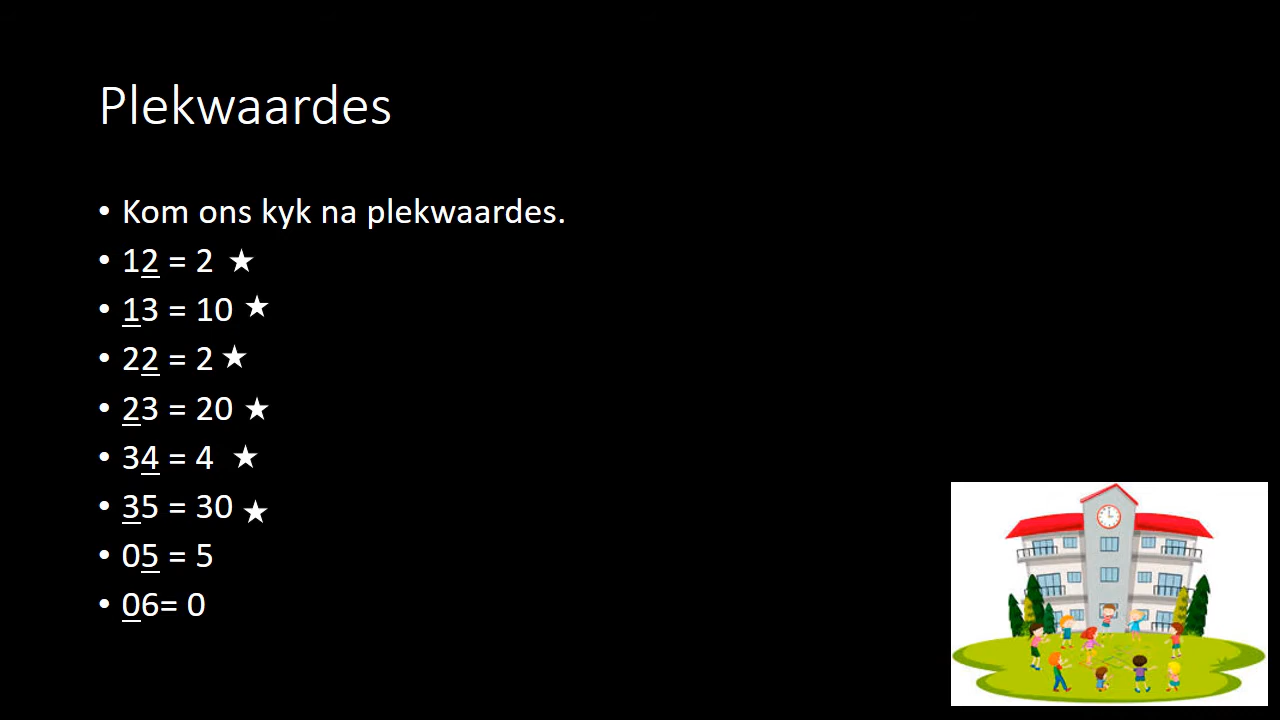 Plekwaardes
• Kom ons kyk na plekwaardes.
• 12 = 2 ★
• 13 = 10 ★
• 22 = 2 ★
• 23 = 20 ★
• 34 = 4 ★
• 35 = 30 ★
• 05 = 5
• 06= 0